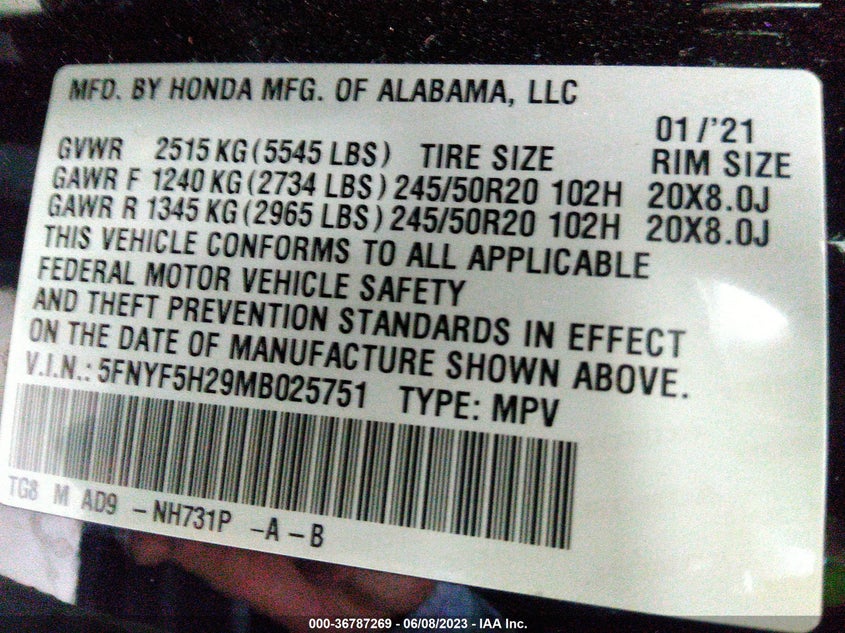 MFD. BY HONDA MFG. OF ALABAMA, LLC
01/'21
GVWR 2515 KG (5545 LBS) TIRE SIZE RIM SIZE
GAWR F 1240 KG (2734 LBS) 245/50R20 102H 20X8.0J
GAWR R 1345 KG (2965 LBS) 245/50R20 102H 20X8.0J
THIS VEHICLE CONFORMS TO ALL APPLICABLE
FEDERAL MOTOR VEHICLE SAFETY
AND THEFT PREVENTION STANDARDS IN EFFECT
ON THE DATE OF MANUFACTURE SHOWN ABOVE.
V.I.N.: 5FNYF5H29MB025751 TYPE: MPV
TG8 M AD9 -NH731P -A -B
000-36787269 - 06/08/2023 - IAA Inc.